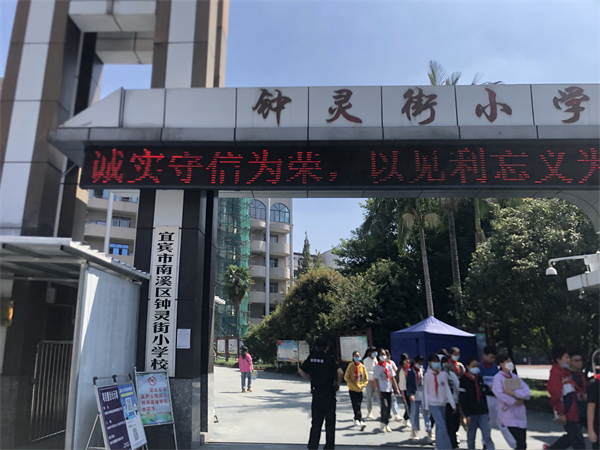 钟灵街小学
诚实守信为荣，以见利忘义为
宜宾市南溪区钟灵街小学校